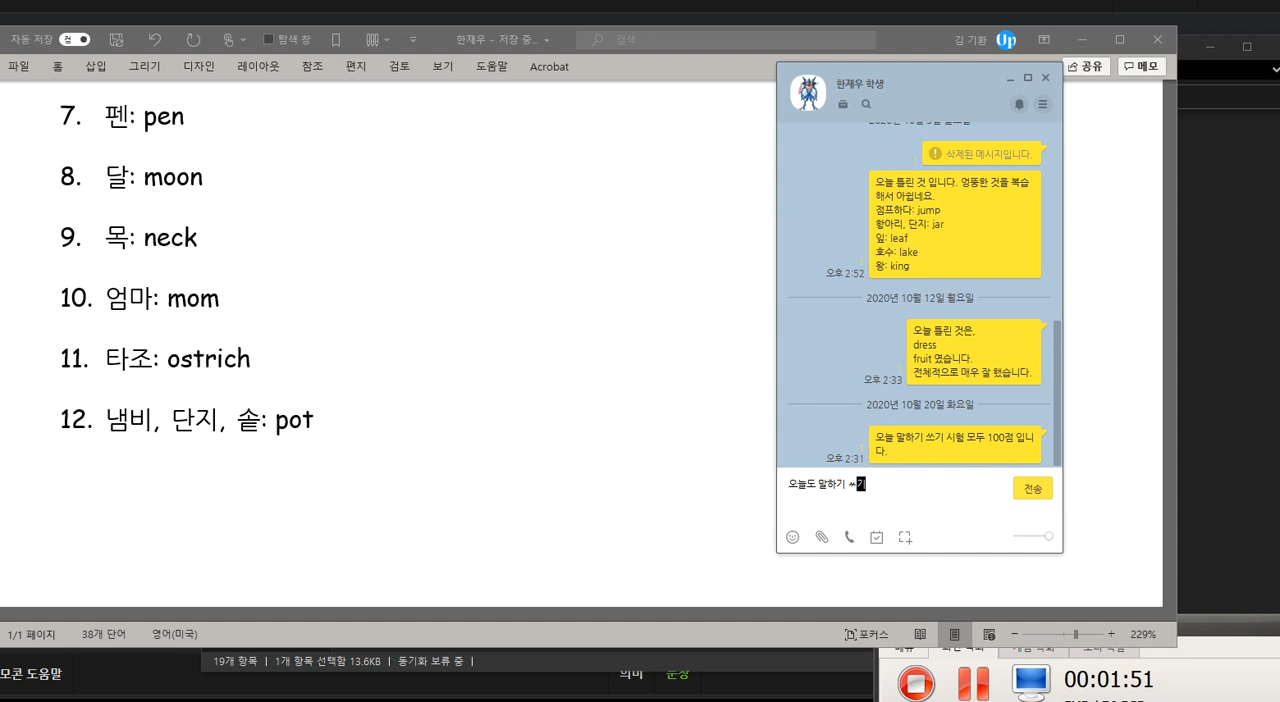 자동 저장 컴 탐색 창 한재우 - 저장 중... 검색 김 기환 Up
파일 홈 삽입 그리기 디자인 레이아웃 참조 편지 검토 보기 도움말 Acrobat 공유 메모
7. 펜: pen
8. 달: moon
9. 목: neck
10. 엄마: mom
11. 타조: ostrich
12. 냄비, 단지, 솥: pot
한재우 학생
삭제된 메시지입니다.
오늘 틀린 것 입니다. 엉뚱한 것을 복습
해서 아쉽네요.
점프하다: jump
항아리, 단지: jar
잎: leaf
호수: lake
왕: king
오후 2:52
2020년 10월 12일 월요일
오늘 틀린 것은,
dress
fruit 였습니다.
전체적으로 매우 잘 했습니다.
오후 2:33
2020년 10월 20일 화요일
오늘 말하기 쓰기 시험 모두 100점 입니
다.
오후 2:31
오늘도 말하기 ㅆ기
전송
1/1 페이지 38개 단어 영어(미국) 포커스 229%
19개 항목 1개 항목 선택함 13.6KB 동기화 보류 중
모콘 도움말 의미 문장
00:01:51